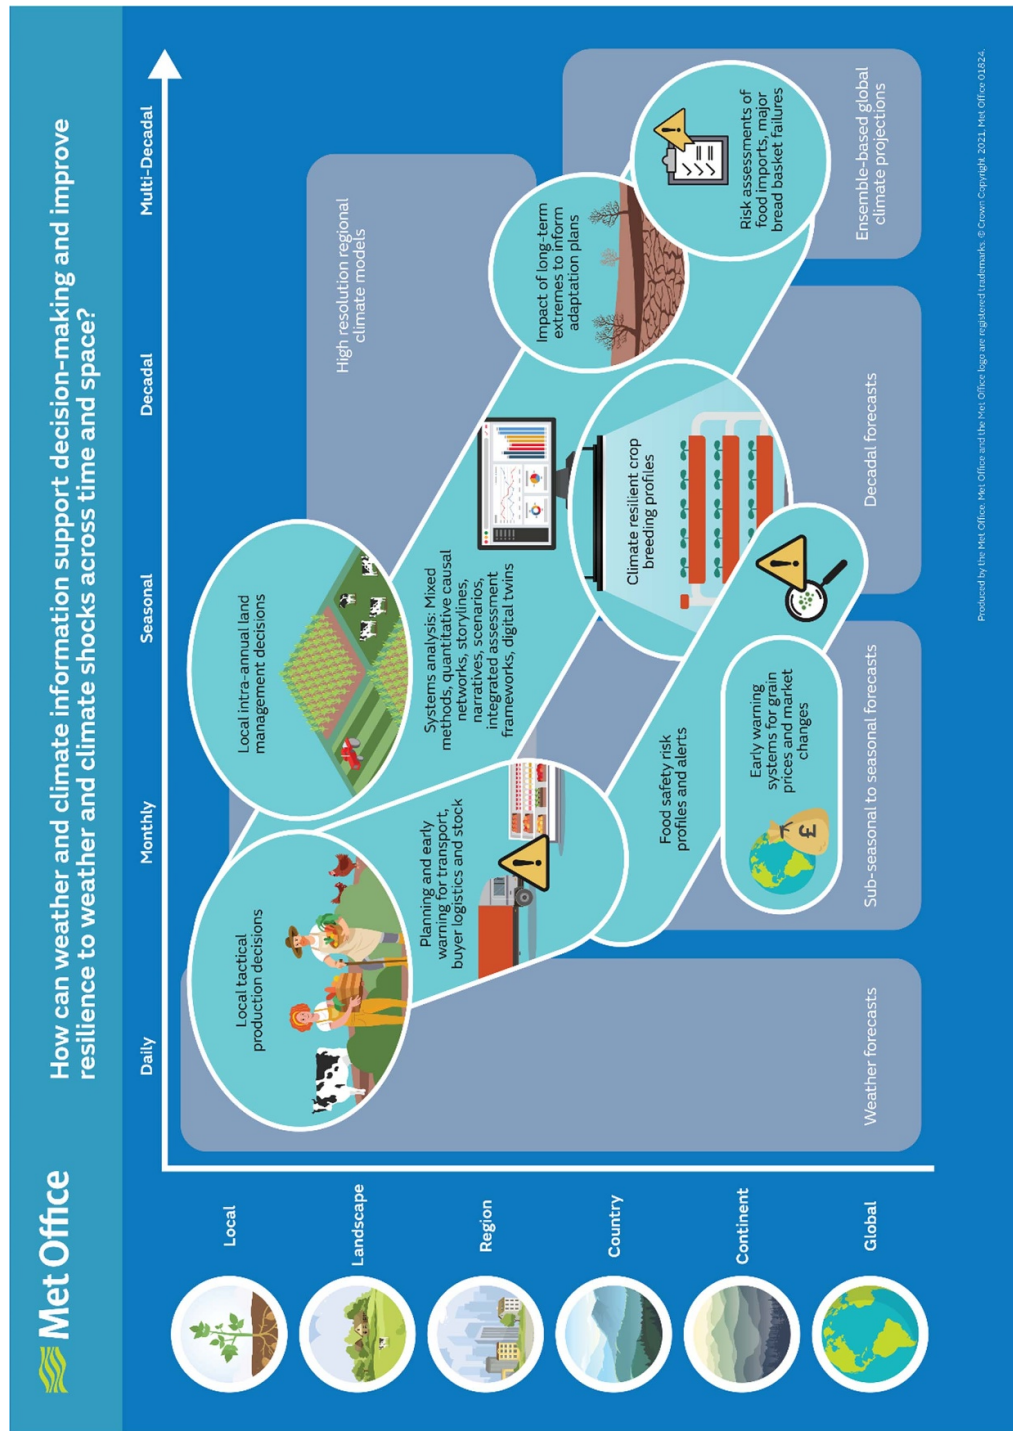 Met Office
How can weather and climate information support decision-making and improve
resilience to weather and climate shocks across time and space?
Daily
Monthly
Seasonal
Decadal
Multi-Decadal
Local
Landscape
Region
Country
Continent
Global
Local tactical
production decisions
Local intra-annual land
management decisions
High resolution regional
climate models
Planning and early
warning for transport,
buyer logistics and stock
Systems analysis: Mixed
methods, quantitative causal
networks, storylines,
narratives, scenarios,
integrated assessment
frameworks, digital twins
Impact of long-term
extremes to inform
adaptation plans
Climate resilient crop
breeding profiles
Risk assessments of
food imports, major
bread basket failures
Food safety risk
profiles and alerts
Early warning
systems for grain
prices and market
changes
£
Weather forecasts
Sub-seasonal to seasonal forecasts
Decadal forecasts
Ensemble-based global
climate projections
Produced by the Met Office. Met Office and the Met Office logo are registered trademarks. © Crown Copyright 2021. Met Office 01824.